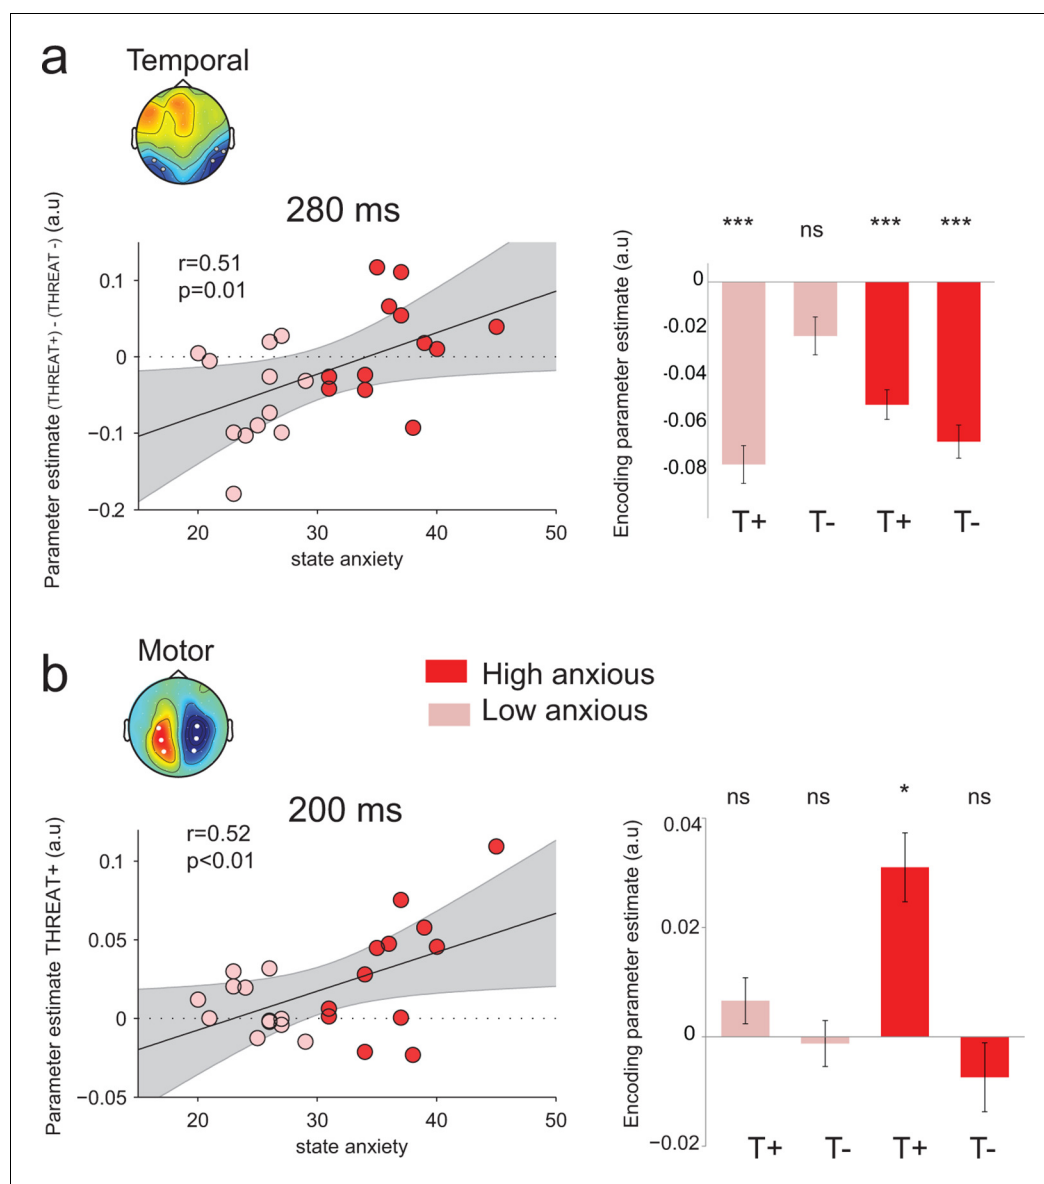 a
Temporal
280 ms
Parameter estimate (THREAT+) - (THREAT -) (a.u)
r=0.51
p=0.01
0.1
0
−0.1
−0.2
20
30
40
50
state anxiety
Encoding parameter estimate (a.u)
***
ns
***
***
0
-0.02
-0.04
-0.06
-0.08
T+
T-
T+
T-
b
Motor
High anxious
Low anxious
200 ms
Parameter estimate THREAT+ (a.u)
r=0.52
p<0.01
0.1
0.05
0
−0.05
20
30
40
50
state anxiety
Encoding parameter estimate (a.u)
ns
ns
*
ns
0.04
0.02
0
−0.02
T+
T-
T+
T-